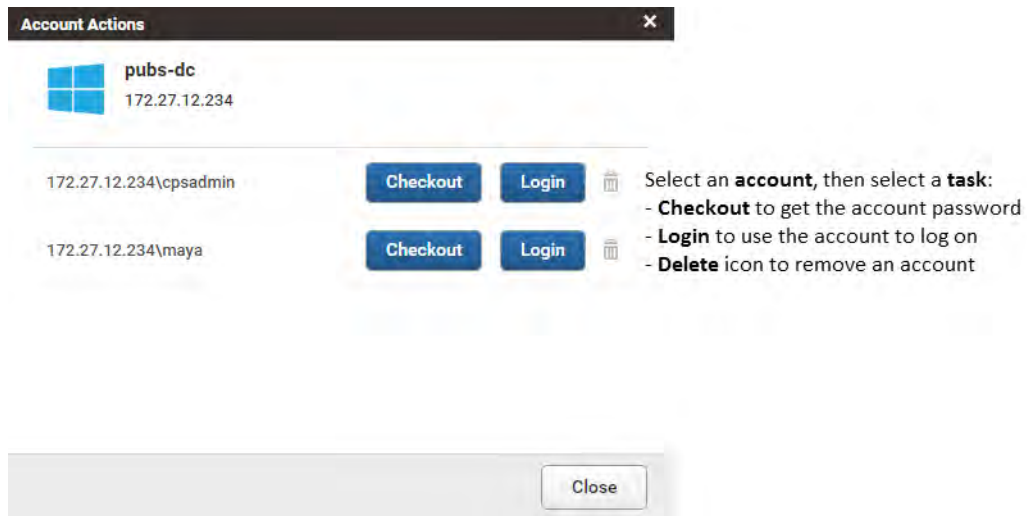 Account Actions
pubs-dc
172.27.12.234
172.27.12.234\cpsadmin
Checkout
Login
172.27.12.234\maya
Checkout
Login
Select an account, then select a task:
- Checkout to get the account password
- Login to use the account to log on
- Delete icon to remove an account
Close